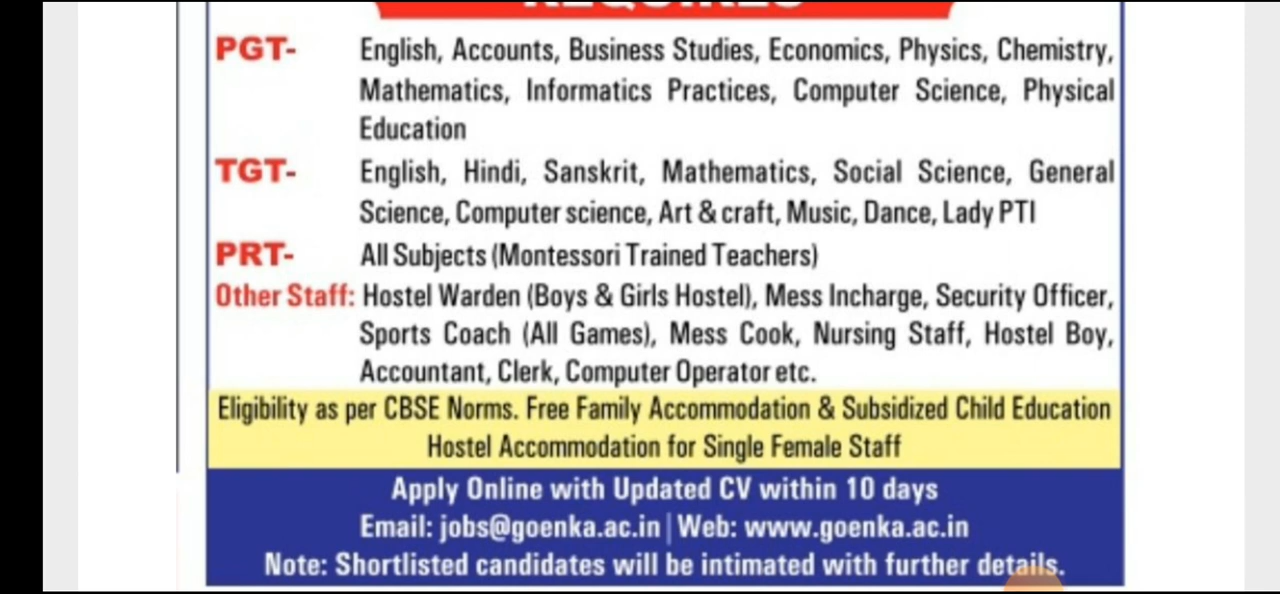 REQUIRES
PGT- English, Accounts, Business Studies, Economics, Physics, Chemistry,
Mathematics, Informatics Practices, Computer Science, Physical
Education
TGT- English, Hindi, Sanskrit, Mathematics, Social Science, General
Science, Computer science, Art & craft, Music, Dance, Lady PTI
PRT- All Subjects (Montessori Trained Teachers)
Other Staff: Hostel Warden (Boys & Girls Hostel), Mess Incharge, Security Officer,
Sports Coach (All Games), Mess Cook, Nursing Staff, Hostel Boy,
Accountant, Clerk, Computer Operator etc.
Eligibility as per CBSE Norms. Free Family Accommodation & Subsidized Child Education
Hostel Accommodation for Single Female Staff
Apply Online with Updated CV within 10 days
Email: jobs@goenka.ac.in | Web: www.goenka.ac.in
Note: Shortlisted candidates will be intimated with further details.